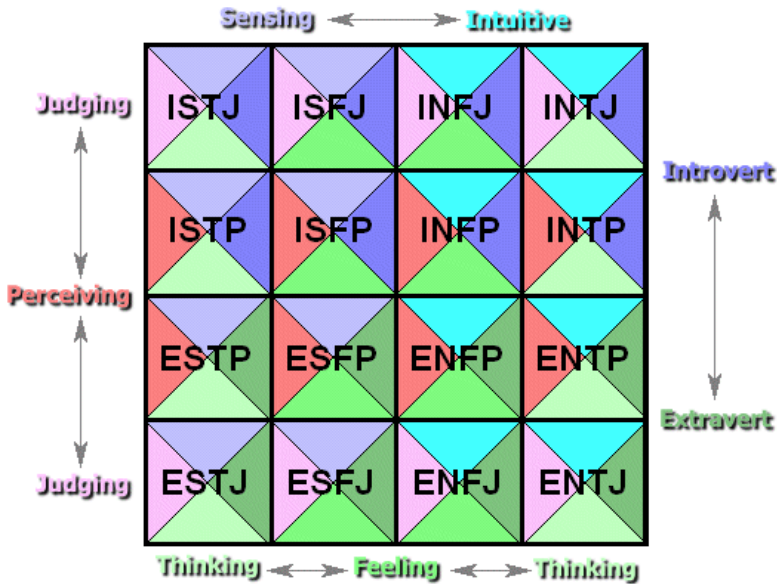 Sensing Intuitive
Judging ISTJ ISFJ INFJ INTJ
Introvert
ISTP ISFP INFP INTP
Perceiving
ESTP ESFP ENFP ENTP
Extravert
Judging ESTJ ESFJ ENFJ ENTJ
Thinking Feeling Thinking